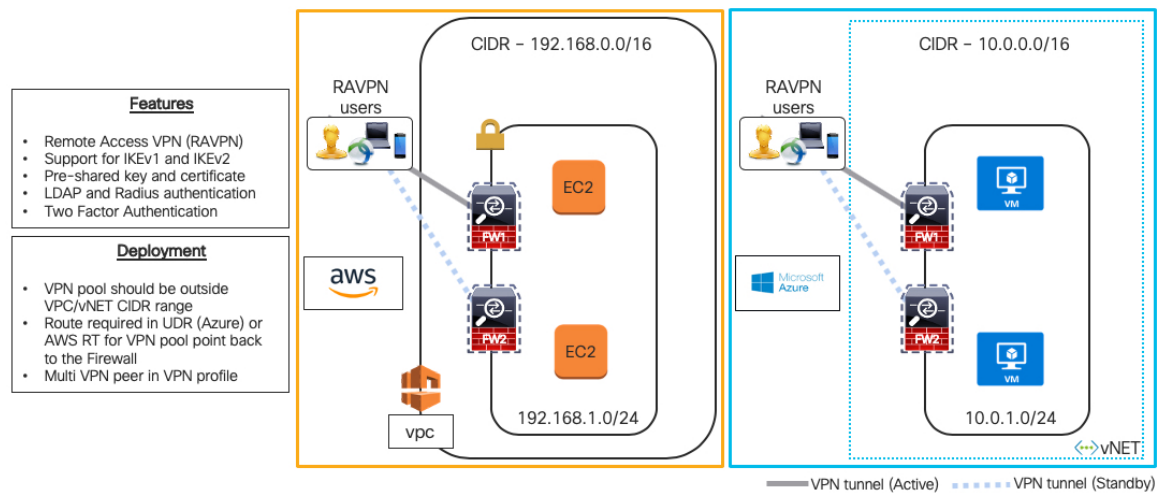 Features
• Remote Access VPN (RAVPN)
• Support for IKEv1 and IKEv2
• Pre-shared key and certificate
• LDAP and Radius authentication
• Two Factor Authentication
Deployment
• VPN pool should be outside
VPC/vNET CIDR range
• Route required in UDR (Azure) or
AWS RT for VPN pool point back
to the Firewall
• Multi VPN peer in VPN profile
CIDR - 192.168.0.0/16
RAVPN
users
EC2
FW1
aws
FW2
EC2
192.168.1.0/24
vpc
CIDR - 10.0.0.0/16
RAVPN
users
VM
FW1
Microsoft
Azure
FW2
VM
10.0.1.0/24
vNET
VPN tunnel (Active)
VPN tunnel (Standby)